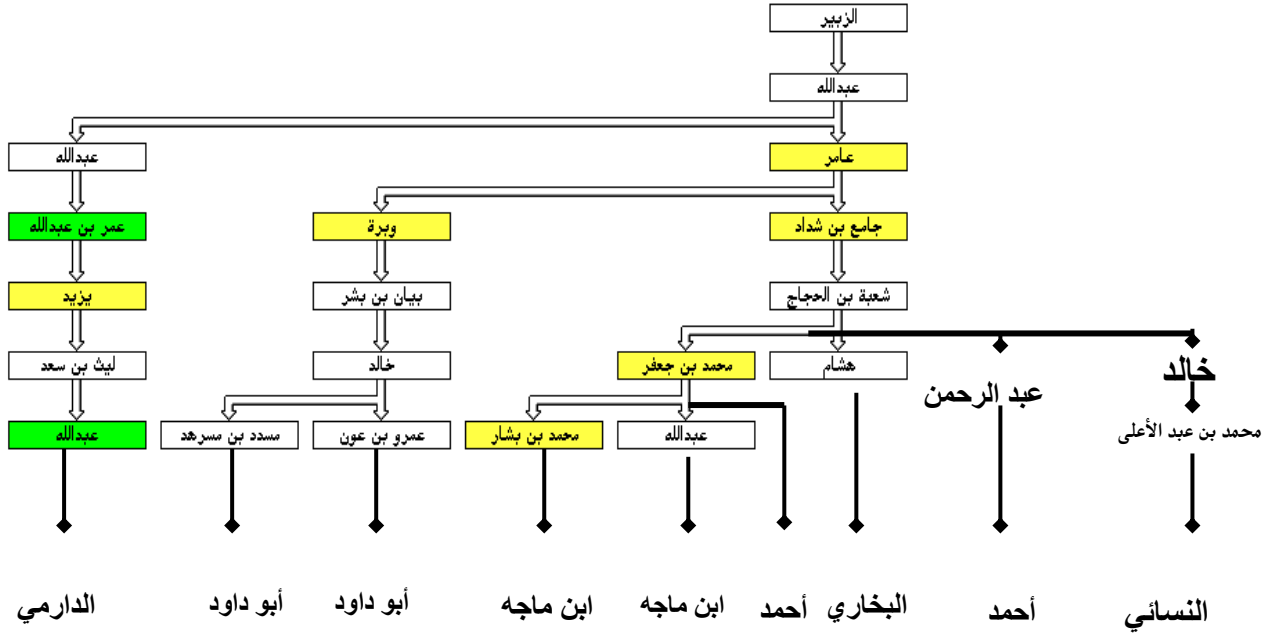 الزبير
عبدالله
عامر
عبدالله
جامع بن شداد
وبرة
عمر بن عبدالله
شعبة بن الحجاج
بيان بن بشر
يزيد
خالد
عبد الرحمن
هشام
محمد بن جعفر
خالد
ليث بن سعد
محمد بن عبد الأعلى
عبدالله
محمد بن بشار
عمرو بن عون
مسدد بن مسرهد
عبدالله
النسائي
أحمد
البخاري
أحمد
ابن ماجه
ابن ماجه
أبو داود
أبو داود
الدارمي